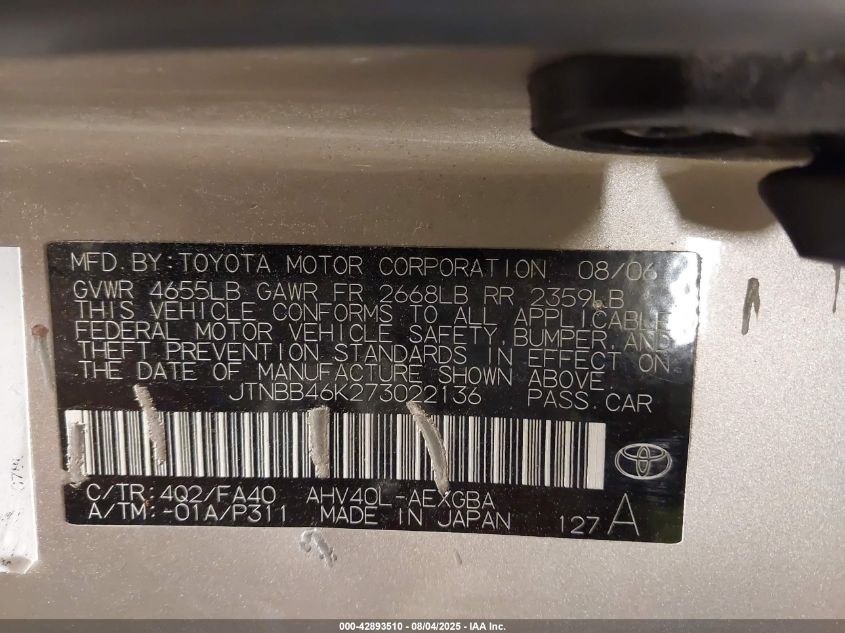 MFD. BY: TOYOTA MOTOR CORPORATION 08/06
GVWR 4655LB GAWR FR 2668LB RR 2359LB
THIS VEHICLE CONFORMS TO ALL APPLICABLE
FEDERAL MOTOR VEHICLE SAFETY, BUMPER, AND
THEFT PREVENTION STANDARDS IN EFFECT ON
THE DATE OF MANUFACTURE SHOWN ABOVE.
JTNBB46K273022136 PASS. CAR
C/TR: 4Q2/FA40 AHV40L-AEXGBA
A/TM: -01A/P311 MADE IN JAPAN 127 A
000-42893510 - 08/04/2025 - IAA Inc.